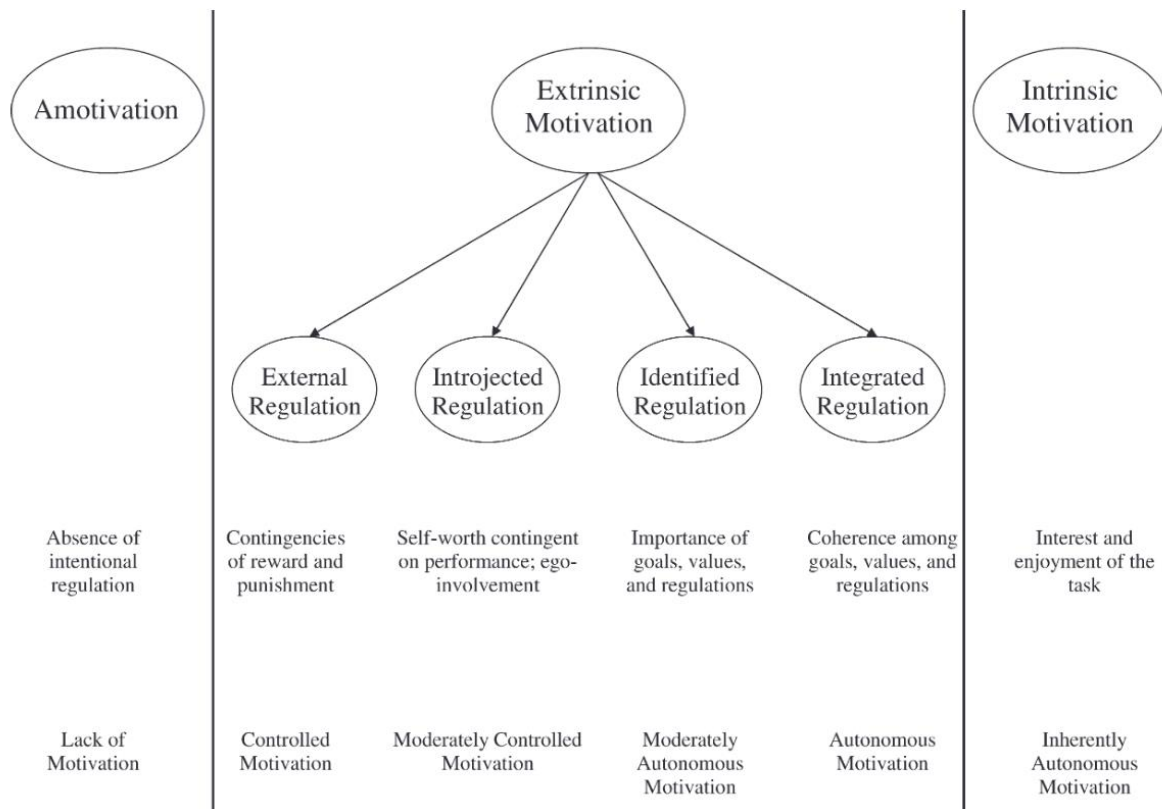 Amotivation
Extrinsic
Motivation
Intrinsic
Motivation
External
Regulation
Introjected
Regulation
Identified
Regulation
Integrated
Regulation
Absence of
intentional
regulation
Contingencies
of reward and
punishment
Self-worth contingent
on performance; ego-
involvement
Importance of
goals, values,
and regulations
Coherence among
goals, values, and
regulations
Interest and
enjoyment of the
task
Lack of
Motivation
Controlled
Motivation
Moderately Controlled
Motivation
Moderately
Autonomous
Motivation
Autonomous
Motivation
Inherently
Autonomous
Motivation